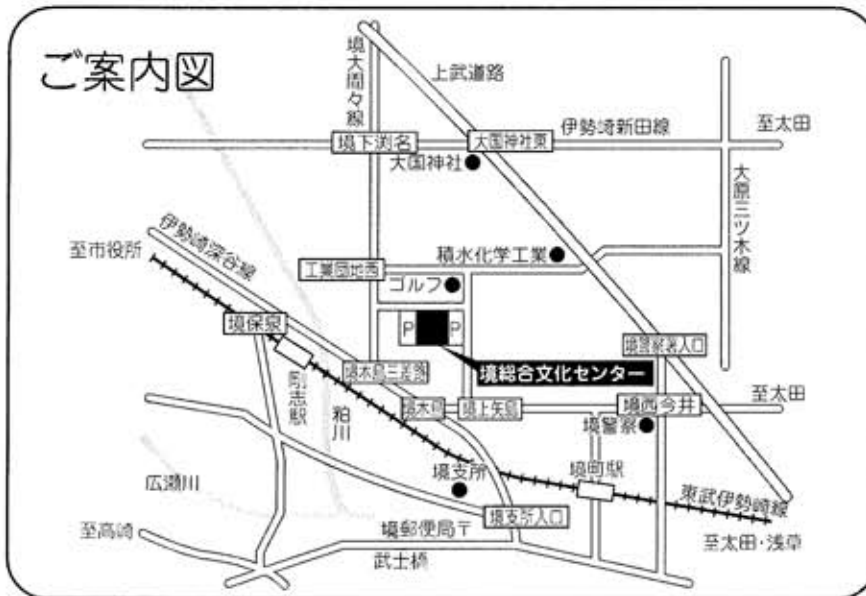 ご案内図
境大間々線
上武道路
伊勢崎新田線
至太田
境下渕名
大国神社東
大国神社
大原三ツ木線
伊勢崎深谷線
至市役所
積水化学工業
工業団地西
ゴルフ
境保泉
P
P
境警察署入口
境総合文化センター
境木島三差路
剛志駅
粕川
境上矢島
境西今井
至太田
境警察
境支所
境町駅
広瀬川
東武伊勢崎線
境支所入口
境郵便局〒
至高崎
武士橋
至太田・浅草